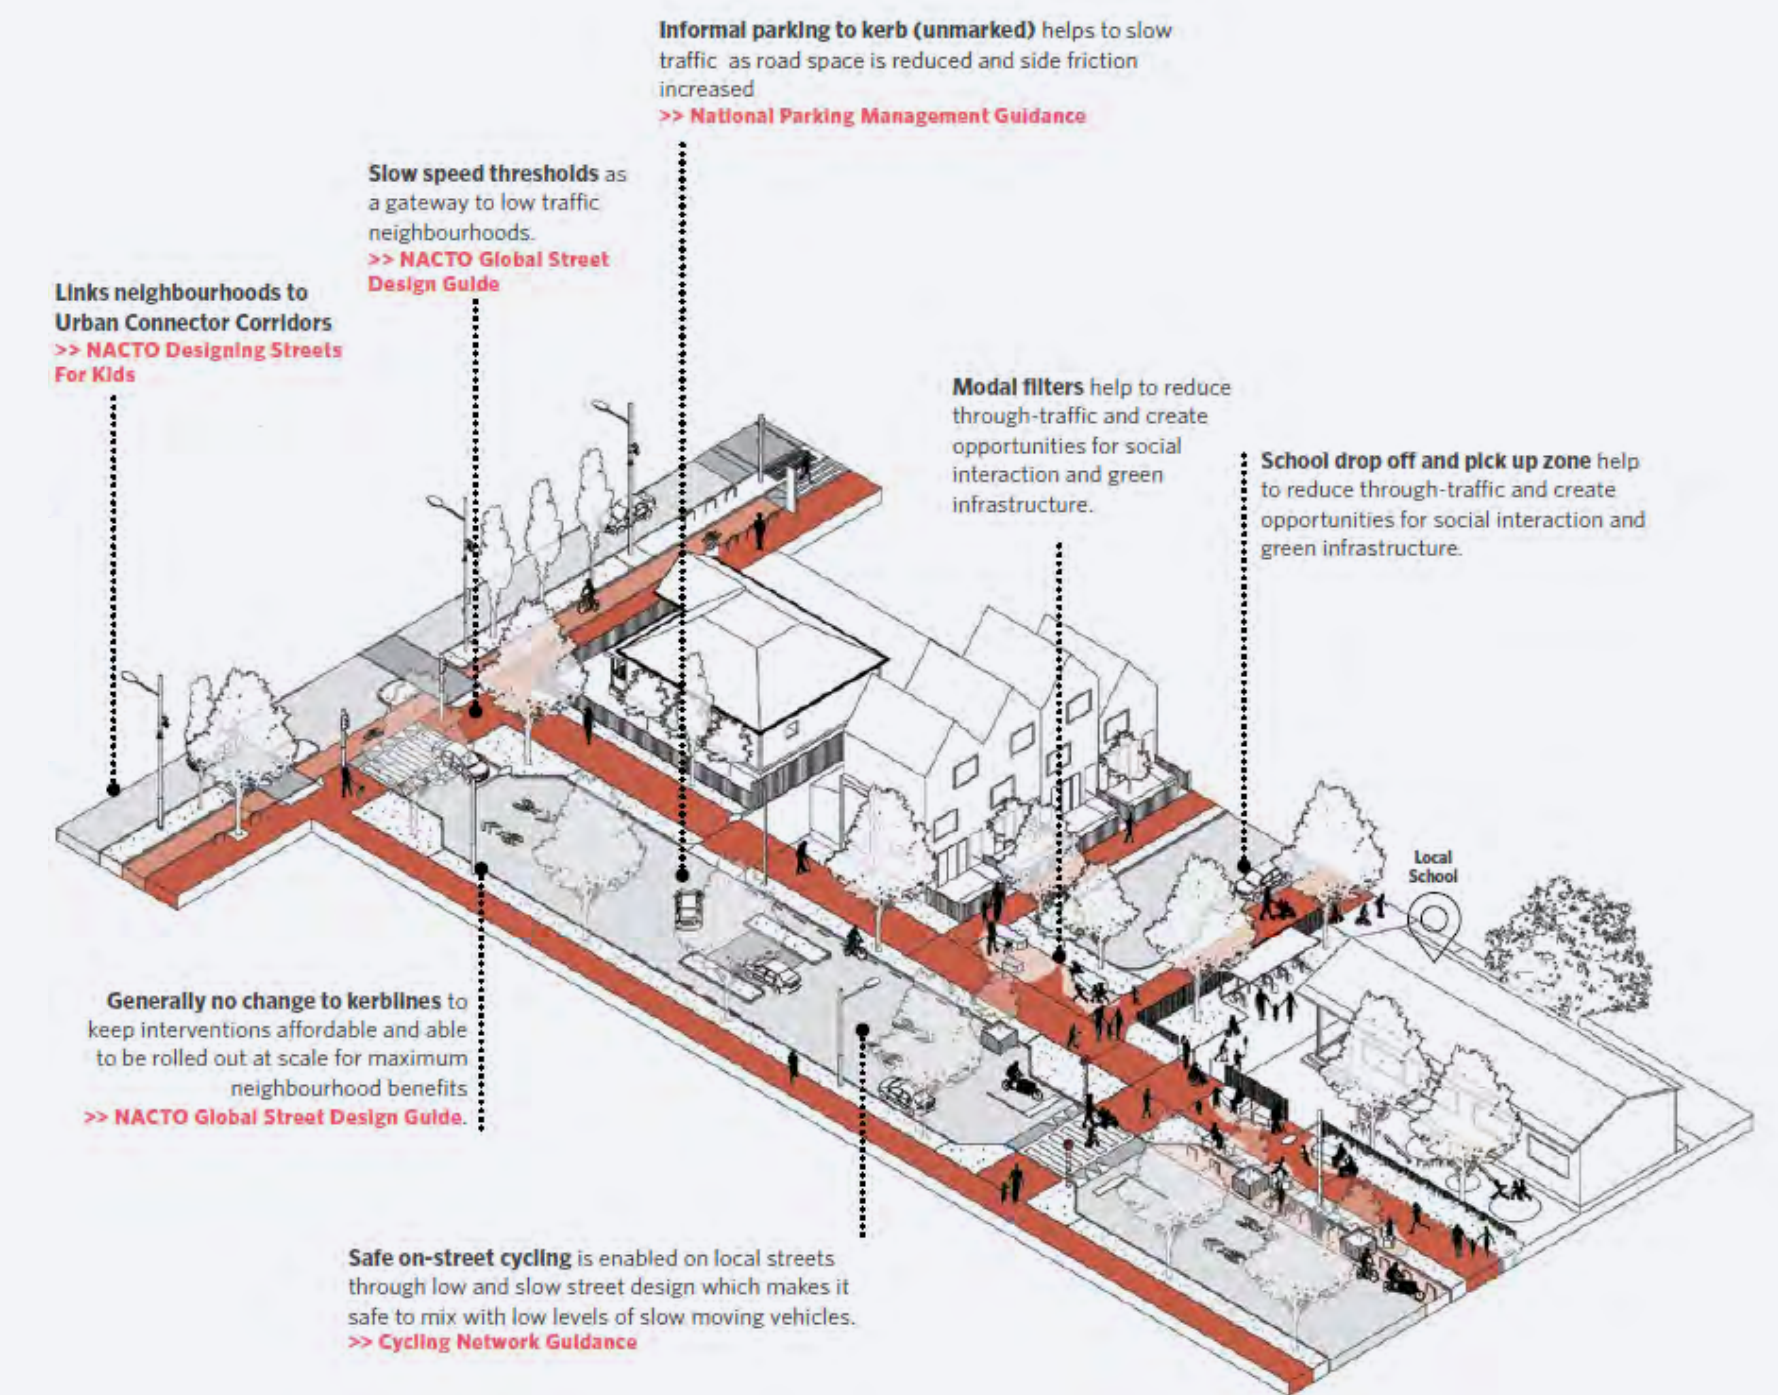 Informal parking to kerb (unmarked) helps to slow
traffic as road space is reduced and side friction
increased
>> National Parking Management Guidance
Slow speed thresholds as
a gateway to low traffic
neighbourhoods.
>> NACTO Global Street
Design Guide
Links neighbourhoods to
Urban Connector Corridors
>> NACTO Designing Streets
For Kids
Modal filters help to reduce
through-traffic and create
opportunities for social
interaction and green
infrastructure.
School drop off and pick up zone help
to reduce through-traffic and create
opportunities for social interaction and
green infrastructure.
Local
School
Generally no change to kerblines to
keep interventions affordable and able
to be rolled out at scale for maximum
neighbourhood benefits
>> NACTO Global Street Design Guide.
Safe on-street cycling is enabled on local streets
through low and slow street design which makes it
safe to mix with low levels of slow moving vehicles.
>> Cycling Network Guidance